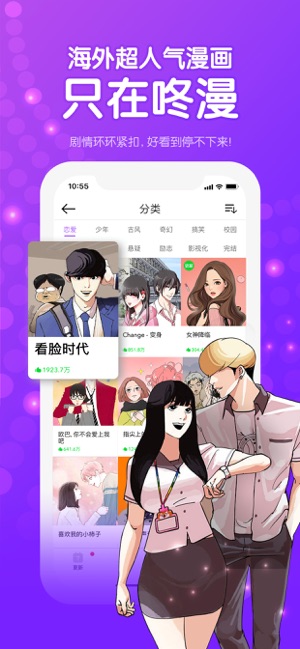 海外超人气漫画
只在咚漫
剧情环环紧扣，好看到停不下来!
10:55
分类
恋爱 少年 古风 奇幻 搞笑 校园
悬疑 励志 影视化 完结
看脸时代
1923.7万
Change - 变身
女神降临
欧巴, 你不会爱上我
吧
指尖上
喜欢我的小柿子
更新